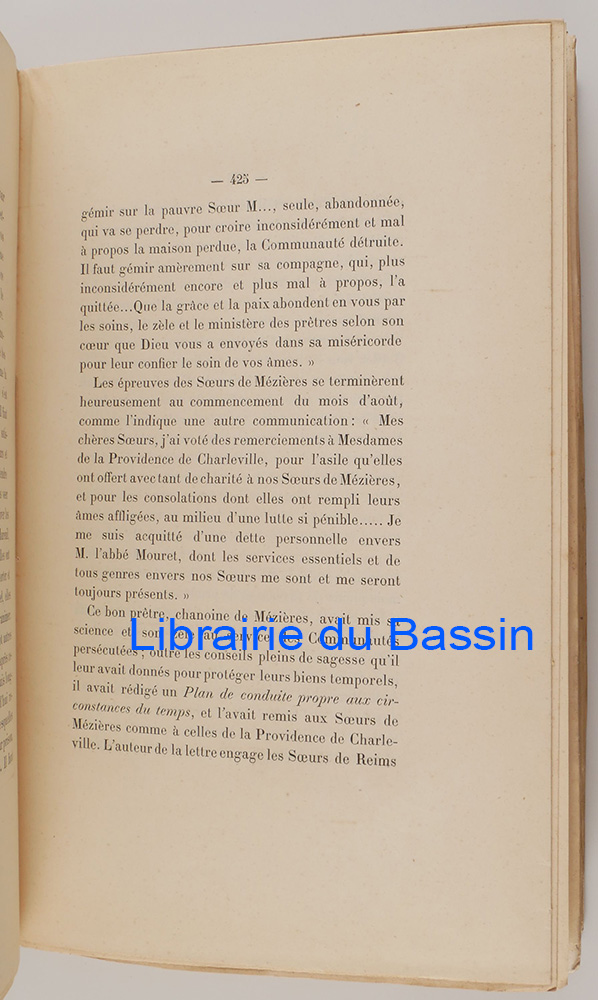 — 425 —
gémir sur la pauvre Sœur M..., seule, abandonnée,
qui va se perdre, pour croire inconsidérément et mal
à propos la maison perdue, la Communauté détruite.
Il faut gémir amèrement sur sa compagne, qui, plus
inconsidérément encore et plus mal à propos, l'a
quittée...Que la grâce et la paix abondent en vous par
les soins, le zèle et le ministère des prêtres selon son
cœur que Dieu vous a envoyés dans sa miséricorde
pour leur confier le soin de vos âmes. »
Les épreuves des Sœurs de Mézières se terminèrent
heureusement au commencement du mois d'août,
comme l'indique une autre communication : « Mes
chères Sœurs, j'ai voté des remerciements à Mesdames
de la Providence de Charleville, pour l'asile qu'elles
ont offert avec tant de charité à nos Sœurs de Mézières,
et pour les consolations dont elles ont rempli leurs
âmes affligées, au milieu d'une lutte si pénible..... Je
me suis acquitté d'une dette personnelle envers
M. l'abbé Mouret, dont les services essentiels et de
tous genres envers nos Sœurs me sont et me seront
toujours présents. »
Ce bon prêtre, chanoine de Mézières, avait mis sa
science et son zèle au service des Communautés
persécutées ; outre les conseils pleins de sagesse qu'il
leur avait donnés pour protéger leurs biens temporels,
il avait rédigé un Plan de conduite propre aux cir-
constances du temps, et l'avait remis aux Sœurs de
Mézières comme à celles de la Providence de Charle-
ville. L'auteur de la lettre engage les Sœurs de Reims
Librairie du Bassin